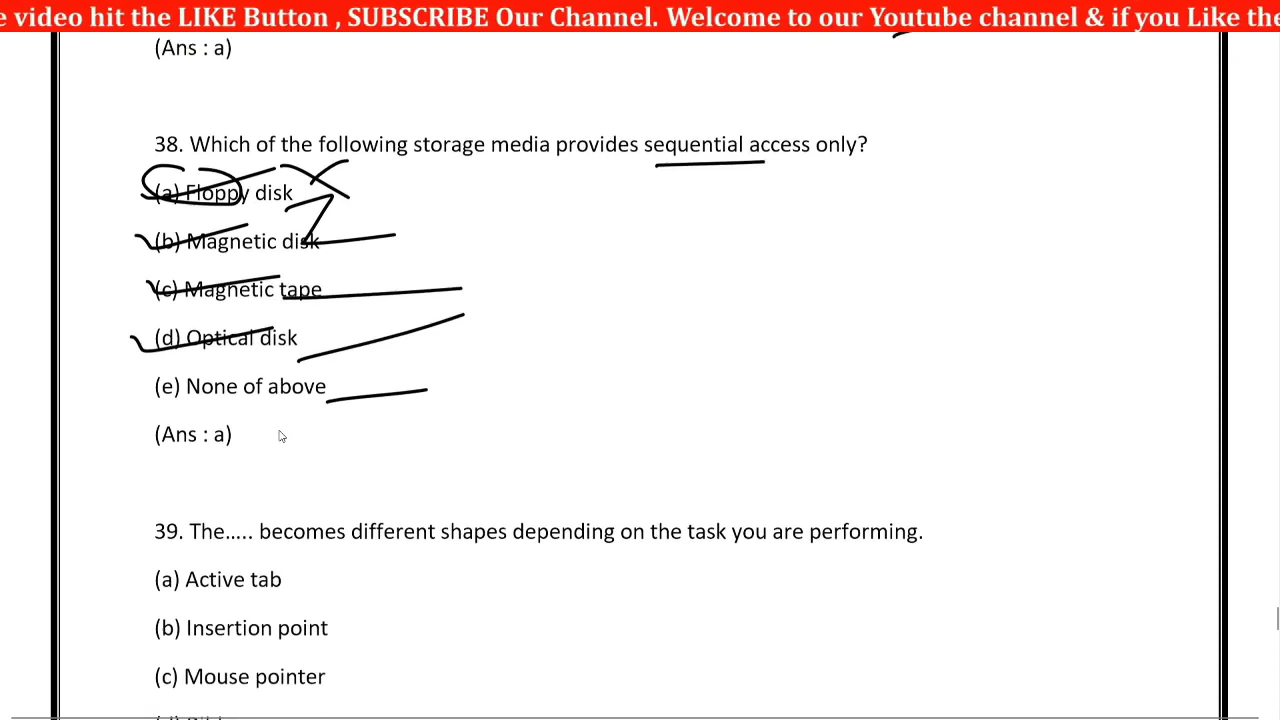 e video hit the LIKE Button , SUBSCRIBE Our Channel. Welcome to our Youtube channel & if you Like the
(Ans : a)
38. Which of the following storage media provides sequential access only?
(a) Floppy disk
(b) Magnetic disk
(c) Magnetic tape
(d) Optical disk
(e) None of above
(Ans : a)
39. The….. becomes different shapes depending on the task you are performing.
(a) Active tab
(b) Insertion point
(c) Mouse pointer